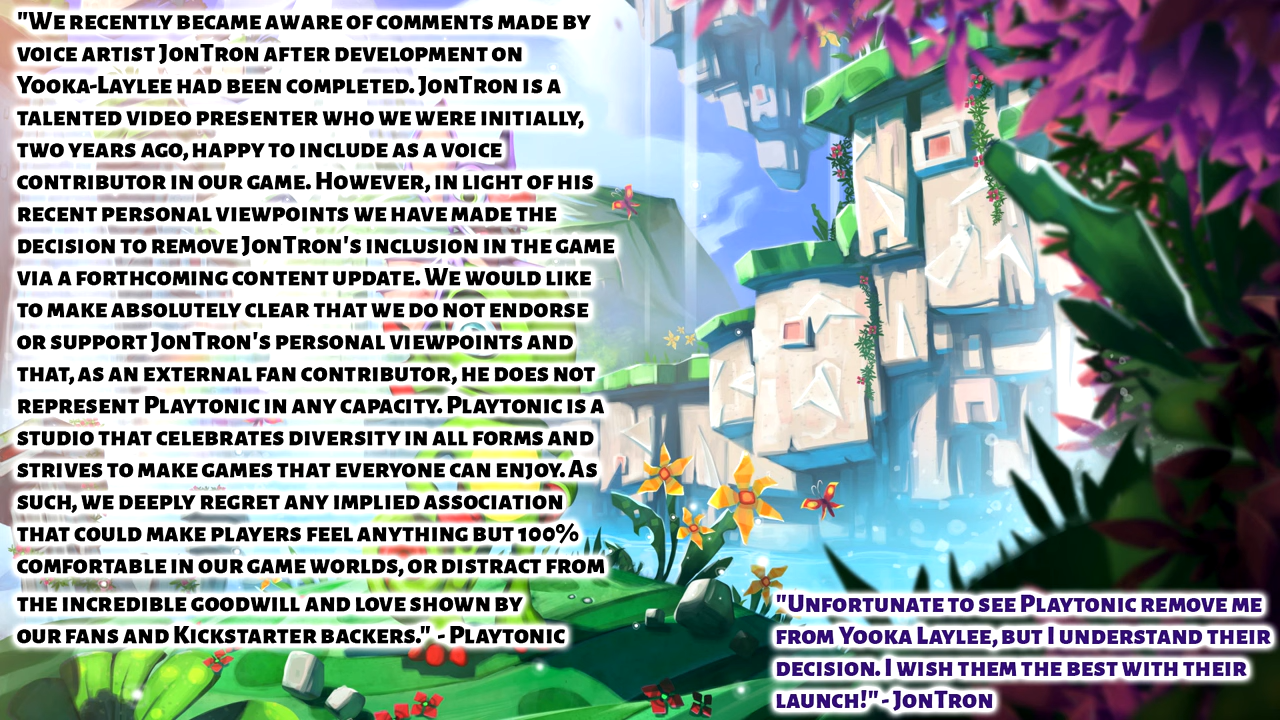 "We recently became aware of comments made by
voice artist JonTron after development on
Yooka-Laylee had been completed. JonTron is a
talented video presenter who we were initially,
two years ago, happy to include as a voice
contributor in our game. However, in light of his
recent personal viewpoints we have made the
decision to remove JonTron's inclusion in the game
via a forthcoming content update. We would like
to make absolutely clear that we do not endorse
or support JonTron's personal viewpoints and
that, as an external fan contributor, he does not
represent Playtonic in any capacity. Playtonic is a
studio that celebrates diversity in all forms and
strives to make games that everyone can enjoy. As
such, we deeply regret any implied association
that could make players feel anything but 100%
comfortable in our game worlds, or distract from
the incredible goodwill and love shown by
our fans and Kickstarter backers." - Playtonic
"Unfortunate to see Playtonic remove me
from Yooka Laylee, but I understand their
decision. I wish them the best with their
launch!" - JonTron